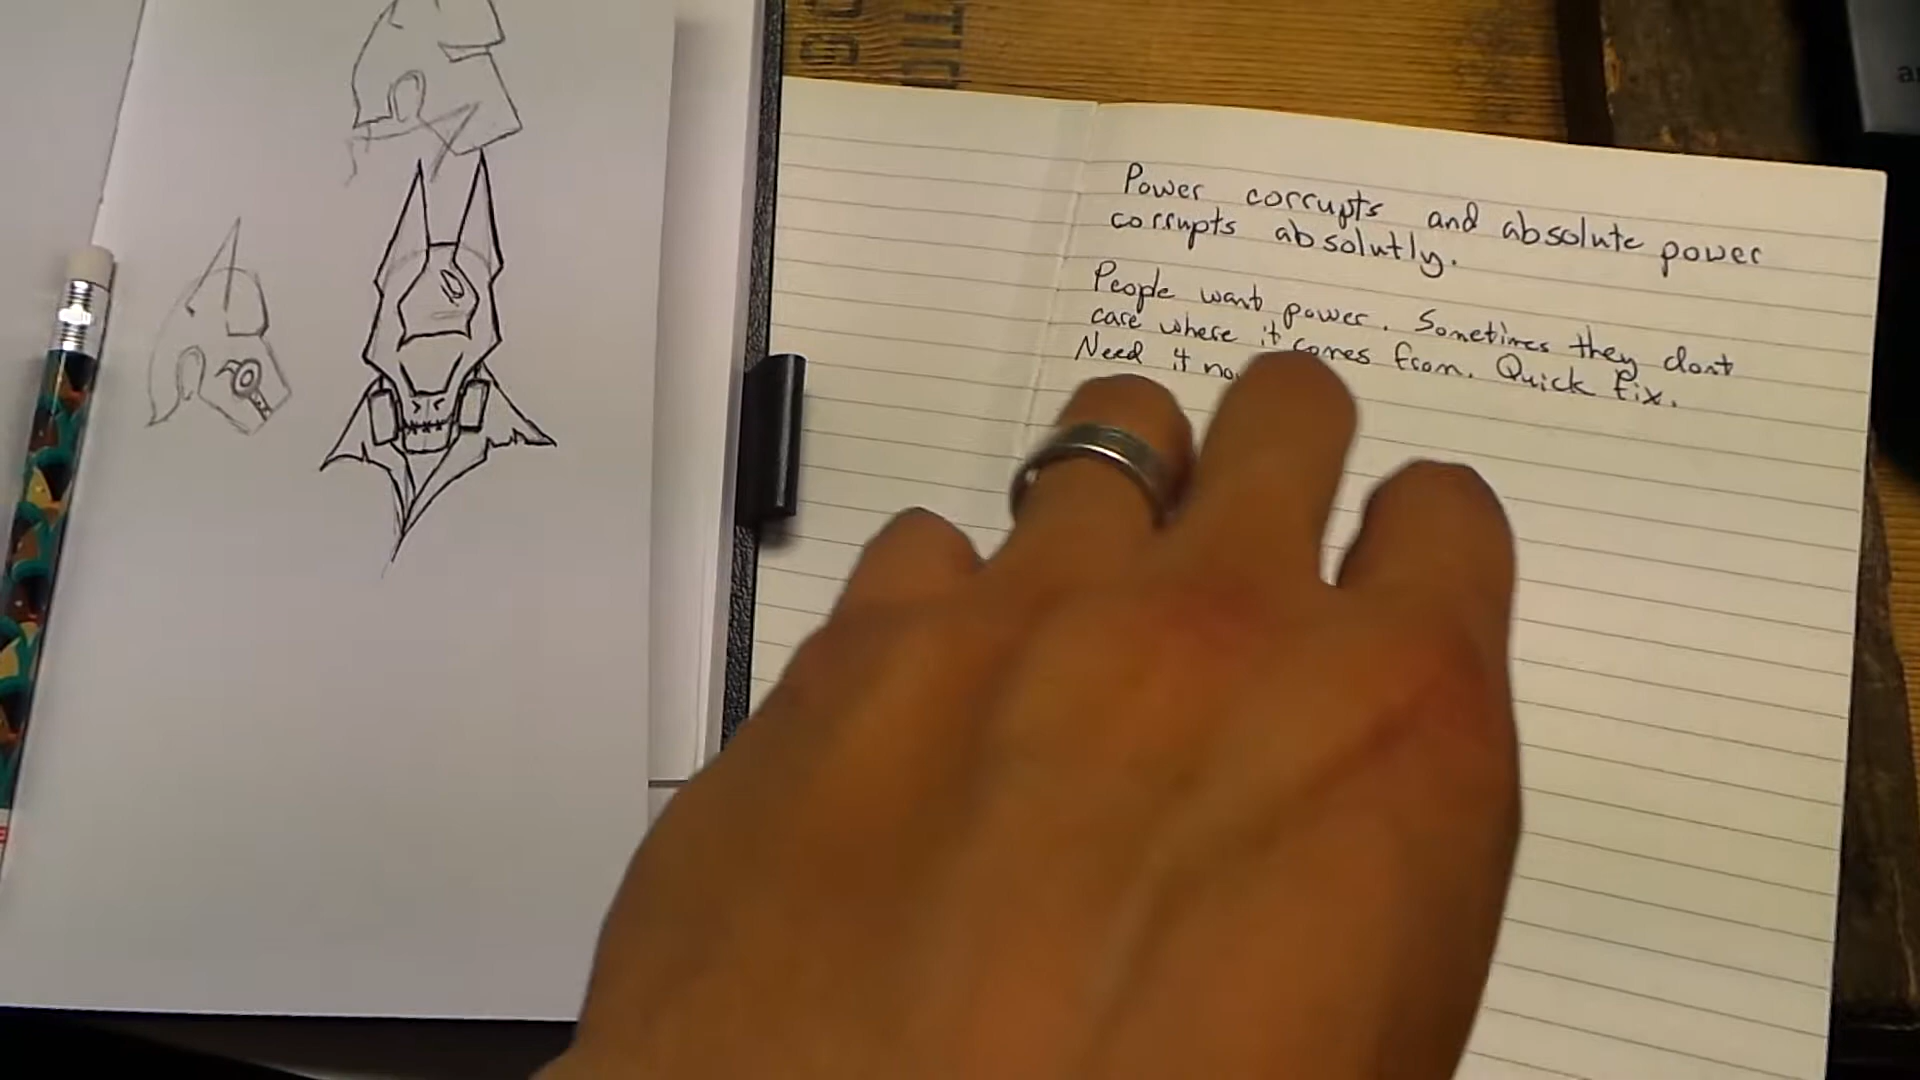 Power corrupts and absolute power
corrupts absolutly.
People want power. Sometimes they dont
care where it comes from. Quick fix.
Need it